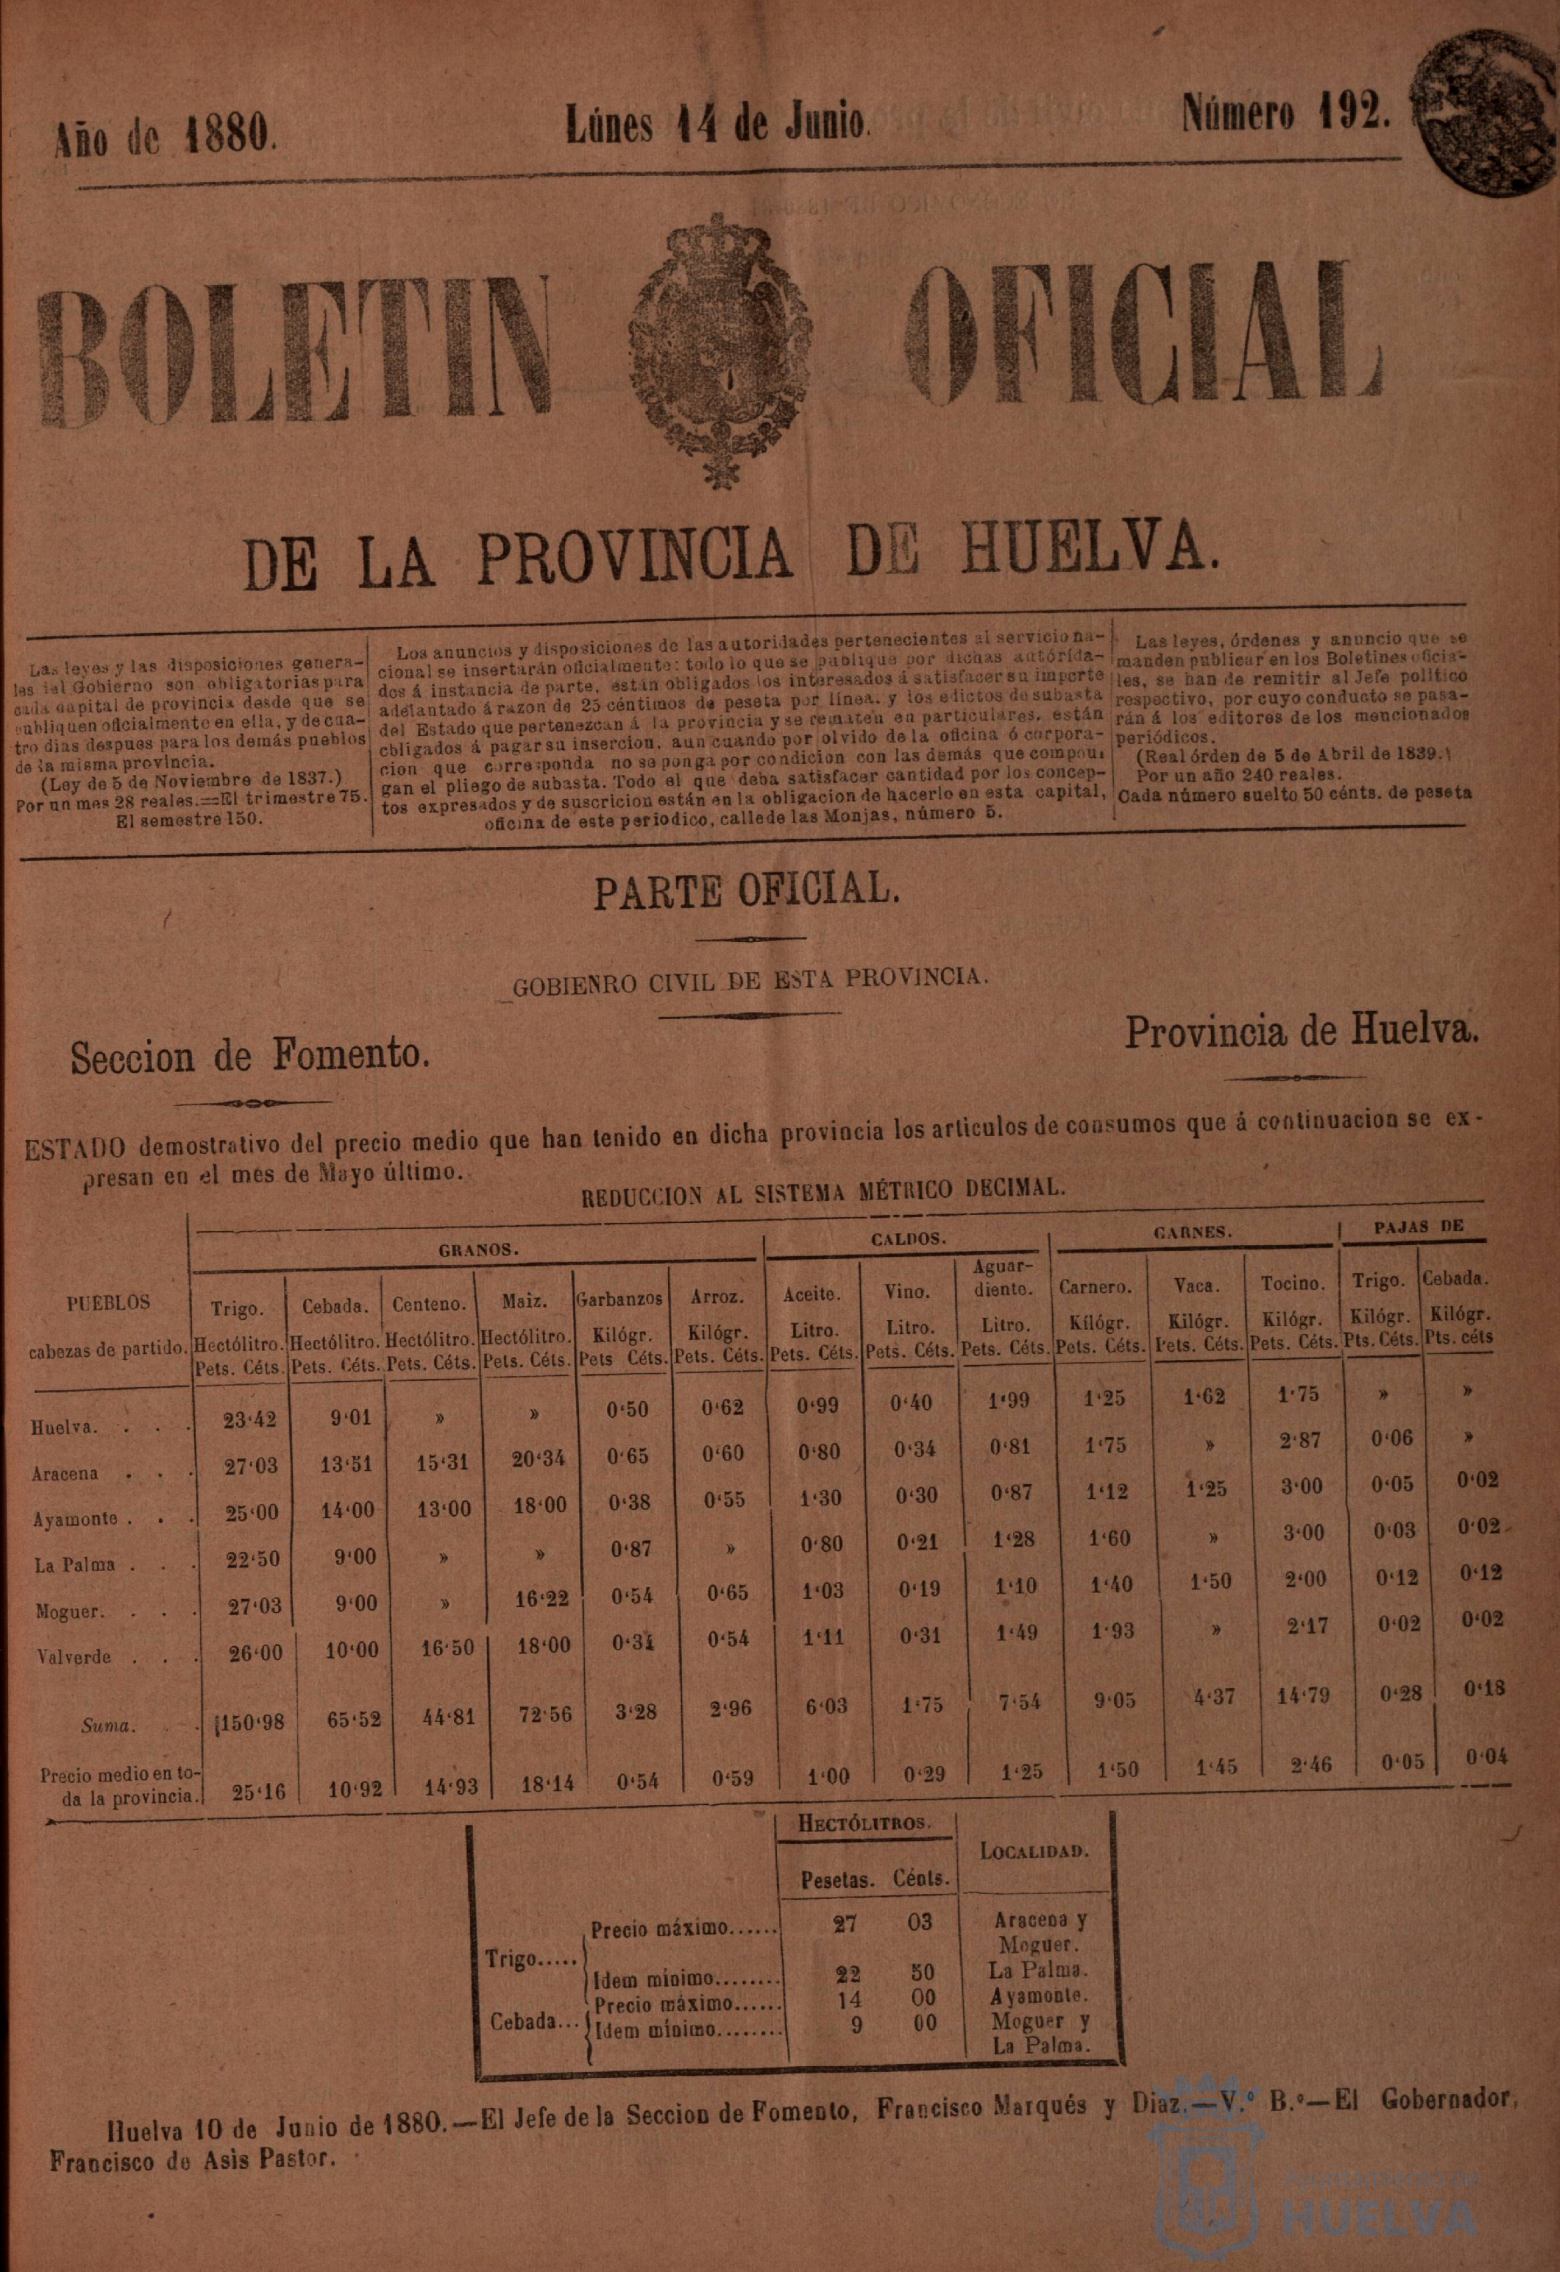 Año de 1880.
Lúnes 14 de Junio.
Número 192.
BOLETIN OFICIAL
DE LA PROVINCIA DE HUELVA.
Las leyes y las disposiciones genera-
les del Gobierno son obligatorias para
cada capital de provincia desde que se
publiquen oficialmente en ella, y de cua-
tro dias despues para los demás pueblos
de la misma provincia.
(Ley de 5 de Noviembre de 1837.)
Por un mes 28 reales.==El trimestre 75.
El semestre 150.
Los anuncios y disposiciones de las autoridades pertenecientes al servicio na-
cional se insertarán oficialmente: todo lo que se publique por dichas autorida-
dos á instancia de parte, están obligados los interesados á satisfacer su importe
adelantado á razon de 25 céntimos de peseta por línea. y los edictos de subasta
del Estado que pertenezcan á la provincia y se rematen en particulares, están
cbligados á pagar su insercion, aun cuando por olvido de la oficina ó corpora-
cion que corresponda no se ponga por condicion con las demás que compon-
gan el pliego de subasta. Todo el que deba satisfacer cantidad por los concep-
tos expresados y de suscricion están en la obligacion de hacerlo en esta capital,
oficina de este periodico, calle de las Monjas, número 5.
Las leyes, órdenes y anuncio que se
manden publicar en los Boletines oficia-
les, se han de remitir al Jefe politico
respectivo, por cuyo conducto se pasa-
rán á los editores de los mencionados
periódicos.
(Real órden de 5 de Abril de 1839.)
Por un año 240 reales.
Cada número suelto 50 cénts. de peseta
PARTE OFICIAL.
GOBIENRO CIVIL DE ESTA PROVINCIA.
Seccion de Fomento.
Provincia de Huelva.
ESTADO demostrativo del precio medio que han tenido en dicha provincia los articulos de consumos que á continuacion se ex-
presan en el mes de Mayo último.
REDUCCION AL SISTEMA MÉTRICO DECIMAL.
GRANOS. CALDOS. CARNES. PAJAS DE
PUEBLOS Trigo. Cebada. Centeno. Maiz. Garbanzos Arroz. Aceite. Vino. Aguar-diento. Carnero. Vaca. Tocino. Trigo. Cebada.
cabezas de partido. Hectólitro. Hectólitro. Hectólitro. Hectólitro. Kilógr. Kilógr. Litro. Litro. Litro. Kilógr. Kilógr. Kilógr. Kilógr. Kilógr.
Pets. Céts. Pets. Céts. Pets. Céts. Pets. Céts. Pets Céts. Pets. Céts. Pets. Céts. Pets. Céts. Pets. Céts. Pets. Céts. Pets. Céts. Pets. Céts. Pts. Céts. Pts. céts
Huelva. . . . 23·42 9·01 » » 0·50 0·62 0·99 0·40 1·99 1·25 1·62 1·75 » »
Aracena . . . 27·03 13·51 15·31 20·34 0·65 0·60 0·80 0·34 0·81 1·75 » 2·87 0·06 »
Ayamonte . . . 25·00 14·00 13·00 18·00 0·38 0·55 1·30 0·30 0·87 1·12 1·25 3·00 0·05 0·02
La Palma . . . 22·50 9·00 » » 0·87 » 0·80 0·21 1·28 1·60 » 3·00 0·03 0·02
Moguer. . . . 27·03 9·00 » 16·22 0·54 0·65 1·03 0·19 1·10 1·40 1·50 2·00 0·12 0·12
Valverde . . . 26·00 10·00 16·50 18·00 0·34 0·54 1·11 0·31 1·49 1·93 » 2·17 0·02 0·02
Suma. . . 150·98 65·52 44·81 72·56 3·28 2·96 6·03 1·75 7·54 9·05 4·37 14·79 0·28 0·18
Precio medio en to-
da la provincia. 25·16 10·92 14·93 18·14 0·54 0·59 1·00 0·29 1·25 1·50 1·45 2·46 0·05 0·04
HECTÓLITROS.
LOCALIDAD.
Pesetas. Cénts.
Trigo..... Precio máximo...... 27 03 Aracena y
Moguer.
Idem mínimo........ 22 50 La Palma.
Cebada... Precio máximo...... 14 00 Ayamonte.
Idem mínimo........ 9 00 Moguer y
La Palma.
Huelva 10 de Junio de 1880.—El Jefe de la Seccion de Fomento, Francisco Marqués y Diaz.—V.º B.º—El Gobernador,
Francisco de Asis Pastor.
Ayuntamiento de
HUELVA